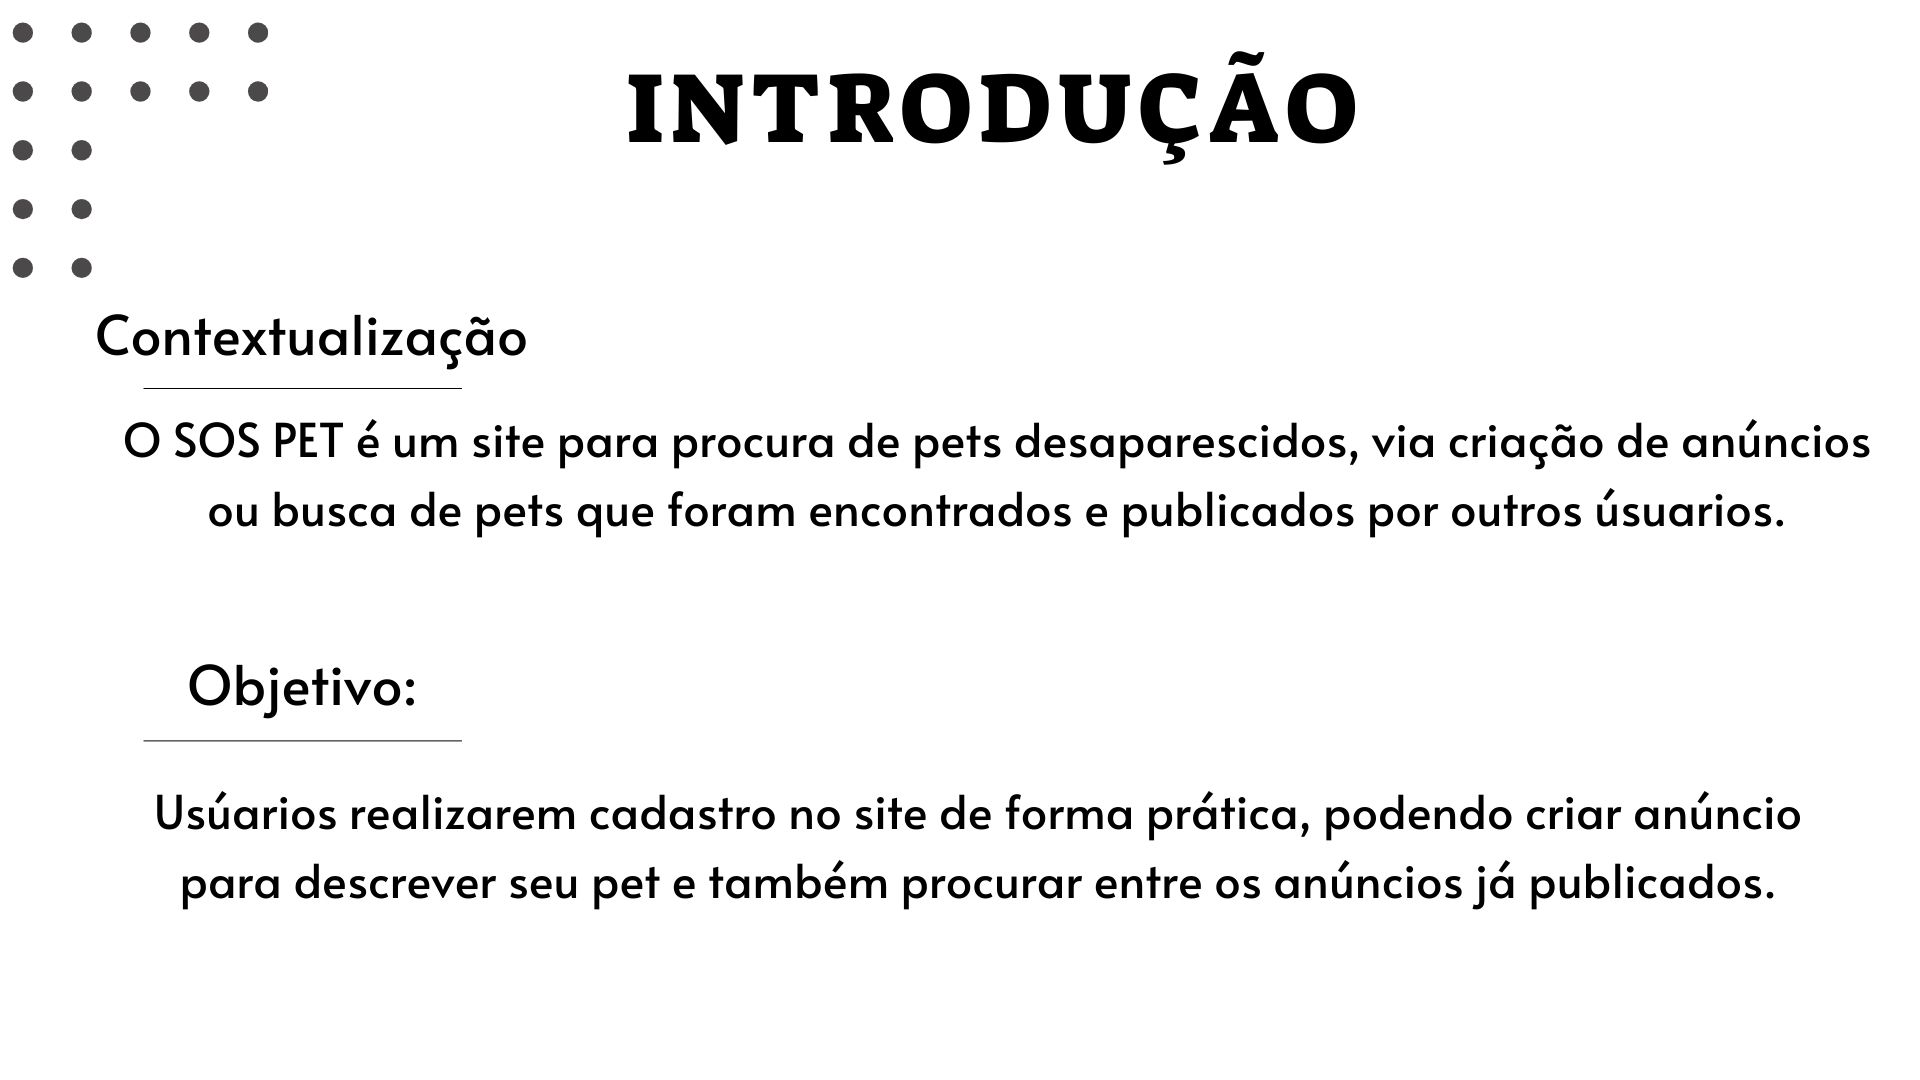 INTRODUÇÃO
Contextualização
O SOS PET é um site para procura de pets desaparescidos, via criação de anúncios
ou busca de pets que foram encontrados e publicados por outros úsuarios.
Objetivo:
Usúarios realizarem cadastro no site de forma prática, podendo criar anúncio
para descrever seu pet e também procurar entre os anúncios já publicados.